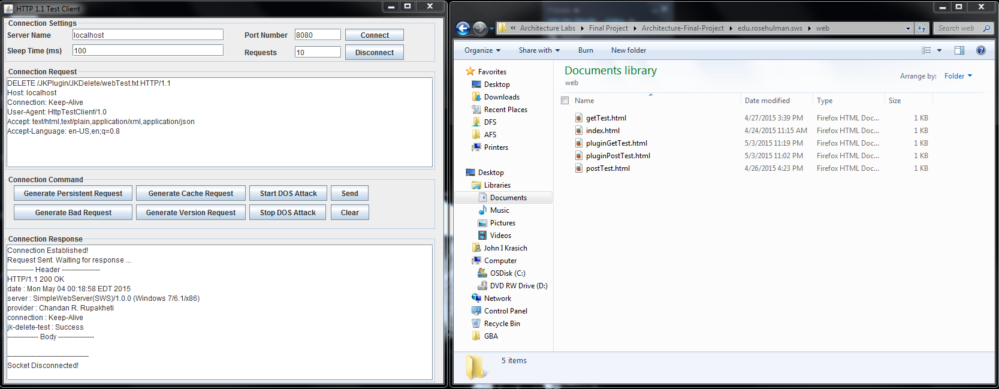 HTTP 1.1 Test Client
Connection Settings
Server Name localhost Port Number 8080 Connect
Sleep Time (ms) 100 Requests 10 Disconnect
Connection Request
DELETE /JKPlugin/JKDelete/webTest.txt HTTP/1.1
Host: localhost
Connection: Keep-Alive
User-Agent: HttpTestClient/1.0
Accept: text/html,text/plain,application/xml,application/json
Accept-Language: en-US,en;q=0.8
Connection Command
Generate Persistent Request Generate Cache Request Start DOS Attack Send
Generate Bad Request Generate Version Request Stop DOS Attack Clear
Connection Response
Connection Established!
Request Sent. Waiting for response ...
----------- Header ----------------
HTTP/1.1 200 OK
date : Mon May 04 00:18:58 EDT 2015
server : SimpleWebServer(SWS)/1.0.0 (Windows 7/6.1/x86)
provider : Chandan R. Rupakheti
connection : Keep-Alive
jk-delete-test : Success
------------- Body ---------------
----------------------------------
Socket Disconnected!
« Architecture Labs Final Project Architecture-Final-Project edu.rosehulman.sws web Search web
Organize Share with Burn New folder
Favorites
Desktop
Downloads
Recent Places
DFS
AFS
Printers
Desktop
Libraries
Documents
Music
Pictures
Videos
John I Krasich
Computer
OSDisk (C:)
DVD RW Drive (D:)
Network
Control Panel
Recycle Bin
GBA
Documents library
web
Arrange by: Folder
Name Date modified Type Size
getTest.html 4/27/2015 3:39 PM Firefox HTML Doc... 1 KB
index.html 4/24/2015 11:15 AM Firefox HTML Doc... 1 KB
pluginGetTest.html 5/3/2015 11:19 PM Firefox HTML Doc... 1 KB
pluginPostTest.html 5/3/2015 11:02 PM Firefox HTML Doc... 1 KB
postTest.html 4/26/2015 4:23 PM Firefox HTML Doc... 1 KB
5 items